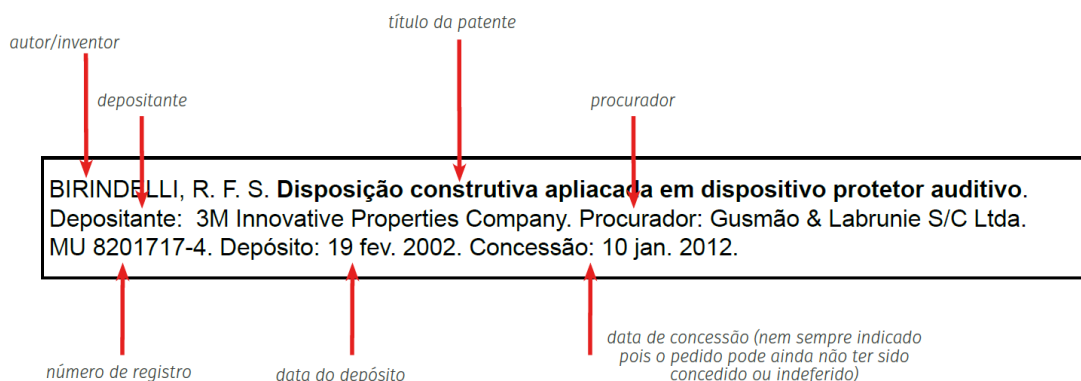 título da patente
autor/inventor
depositante
procurador
BIRINDELLI, R. F. S. Disposição construtiva apliacada em dispositivo protetor auditivo.
Depositante: 3M Innovative Properties Company. Procurador: Gusmão & Labrunie S/C Ltda.
MU 8201717-4. Depósito: 19 fev. 2002. Concessão: 10 jan. 2012.
número de registro
data do depósito
data de concessão (nem sempre indicado
pois o pedido pode ainda não ter sido
concedido ou indeferido)